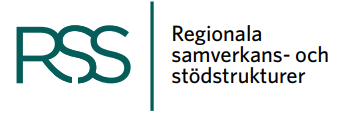 RSS
Regionala
samverkans- och
stödstrukturer